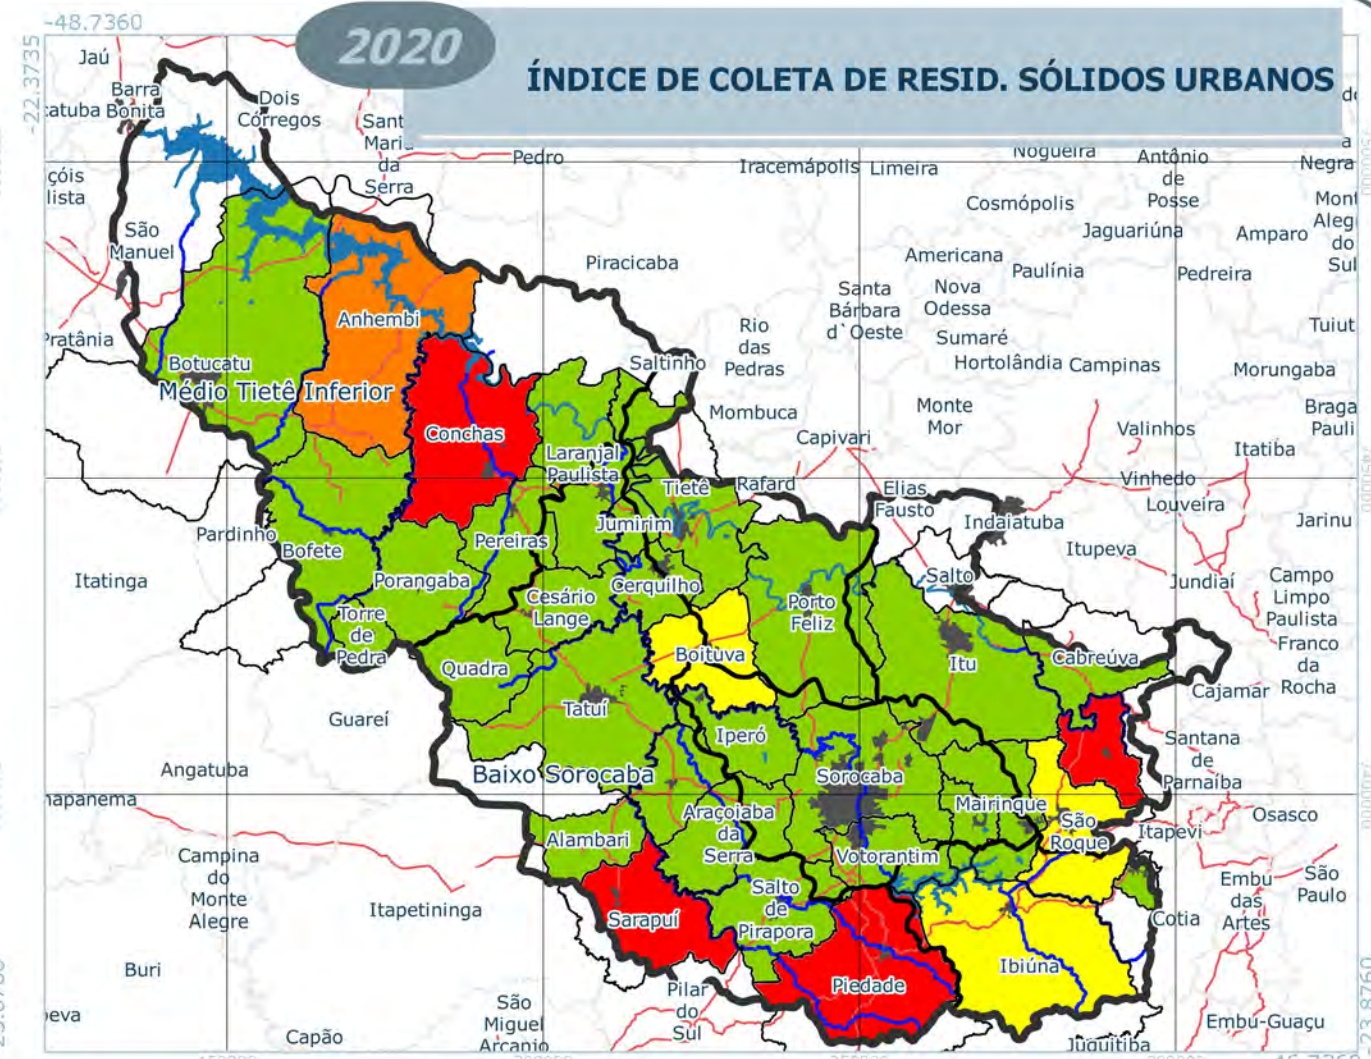 -48.7360
-22.3735
2020
ÍNDICE DE COLETA DE RESID. SÓLIDOS URBANOS
Jaú
Barra
Bonita
Dois
Córregos
da
Serra
Pedro
Iracemápolis
Limeira
Nogueira
Antônio
de
Posse
Negra
Cosmópolis
Jaguariúna
Amparo
do
Sul
São
Manuel
Piracicaba
Americana
Paulínia
Pedreira
Santa
Bárbara
d`Oeste
Nova
Odessa
Anhembi
Rio
das
Pedras
Sumaré
Hortolândia
Campinas
Morungaba
Botucatu
Saltinho
Médio Tietê Inferior
Mombuca
Monte
Mor
Conchas
Capivari
Valinhos
Itatiba
Laranjal
Paulista
Tietê
Rafard
Elias
Fausto
Vinhedo
Louveira
Jumirim
Indaiatuba
Jarinu
Pardinho
Bofete
Pereiras
Itupeva
Itatinga
Porangaba
Cerquilho
Salto
Jundiaí
Campo
Limpo
Paulista
Cesário
Lange
Porto
Feliz
Torre
de
Pedra
Franco
da
Rocha
Quadra
Boituva
Itu
Cabreúva
Cajamar
Guareí
Tatuí
Iperó
Santana
de
Parnaíba
Angatuba
Baixo Sorocaba
Sorocaba
Mairinque
São
Roque
Araçoiaba
da
Serra
Osasco
Itapevi
Alambari
Votorantim
Campina
do
Monte
Alegre
Salto
de
Pirapora
Embu
das
Artes
São
Paulo
Itapetininga
Sarapuí
Cotia
Buri
Piedade
Ibiúna
Pilar
do
Sul
São
Miguel
Arcanjo
Capão
Juquitiba
Embu-Guaçu